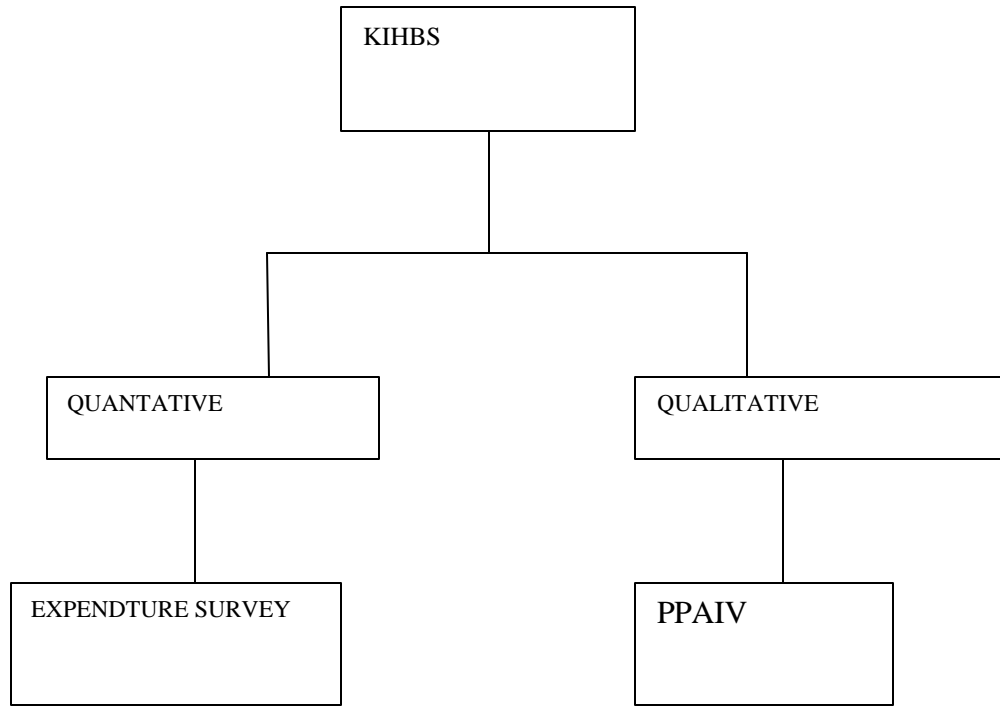 KIHBS
QUANTATIVE
QUALITATIVE
EXPENDTURE SURVEY
PPAIV